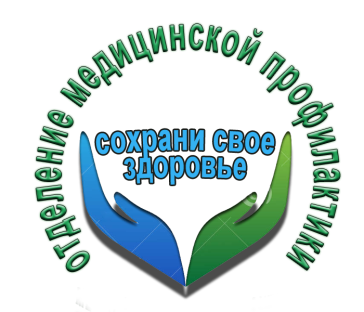 отделение медицинской профилактики
сохрани свое
здоровье